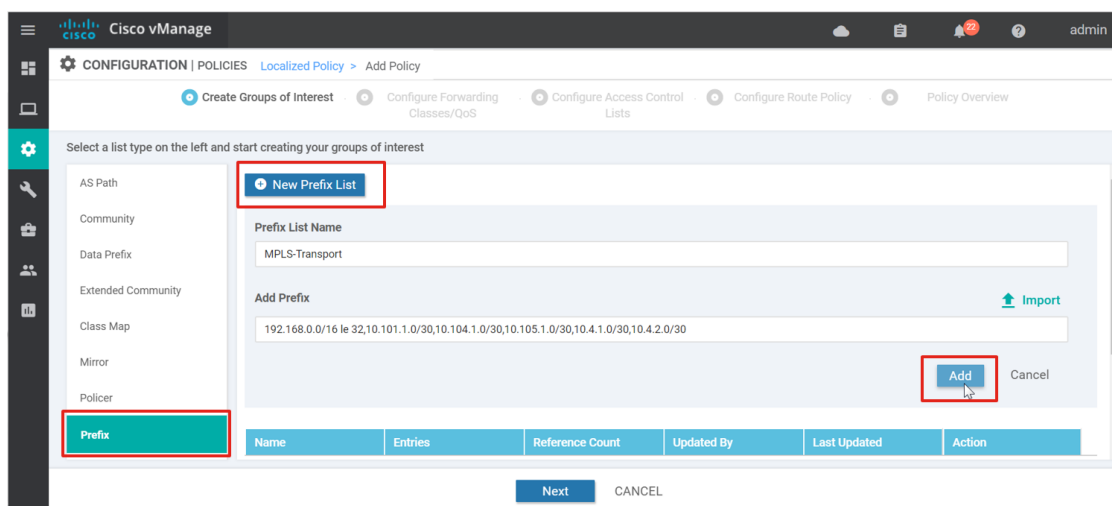 cisco Cisco vManage 22 admin
CONFIGURATION | POLICIES Localized Policy > Add Policy
Create Groups of Interest Configure Forwarding Classes/QoS Configure Access Control Lists Configure Route Policy Policy Overview
Select a list type on the left and start creating your groups of interest
AS Path
Community
Data Prefix
Extended Community
Class Map
Mirror
Policer
Prefix
New Prefix List
Prefix List Name
MPLS-Transport
Add Prefix
Import
192.168.0.0/16 le 32,10.101.1.0/30,10.104.1.0/30,10.105.1.0/30,10.4.1.0/30,10.4.2.0/30
Add Cancel
Name Entries Reference Count Updated By Last Updated Action
Next CANCEL